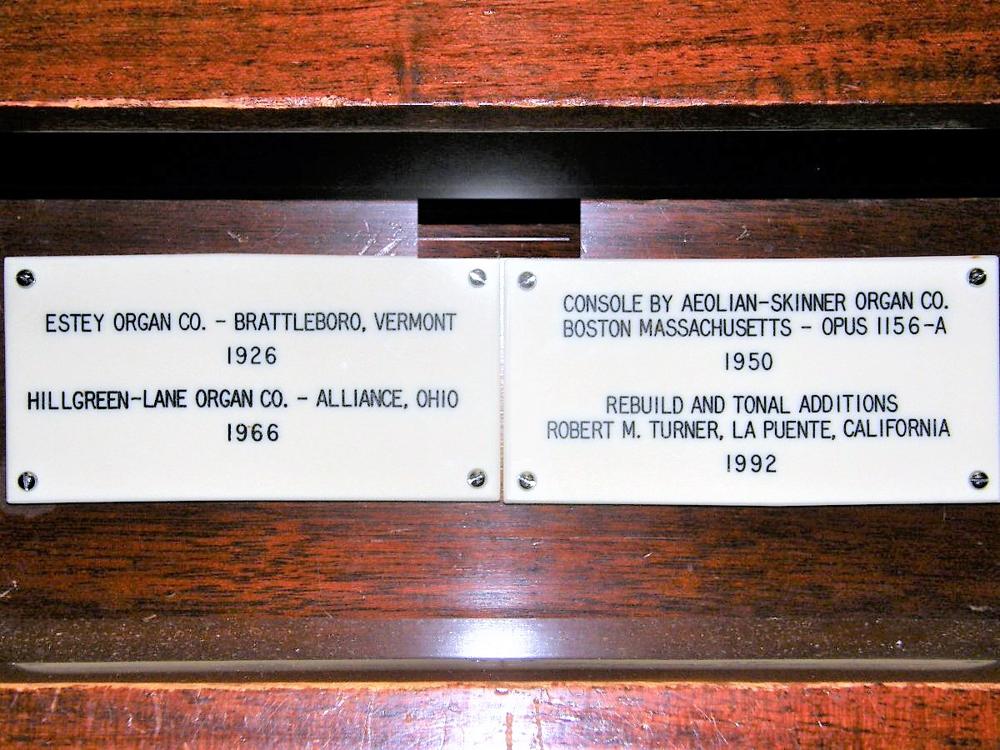 ESTEY ORGAN CO. - BRATTLEBORO, VERMONT
1926
HILLGREEN-LANE ORGAN CO. - ALLIANCE, OHIO
1966
CONSOLE BY AEOLIAN-SKINNER ORGAN CO.
BOSTON MASSACHUSETTS - OPUS 1156-A
1950
REBUILD AND TONAL ADDITIONS
ROBERT M. TURNER, LA PUENTE, CALIFORNIA
1992